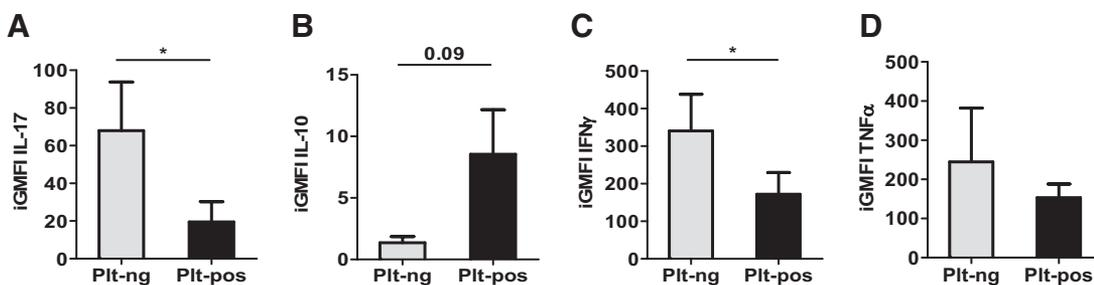 A
B
C
D
*
0.09
*
iGMFI IL-17
100
80
60
40
20
0
Plt-ng Plt-pos
iGMFI IL-10
15
10
5
0
Plt-ng Plt-pos
iGMFI IFNγ
500
400
300
200
100
0
Plt-ng Plt-pos
iGMFI TNFα
500
400
300
200
100
0
Plt-ng Plt-pos